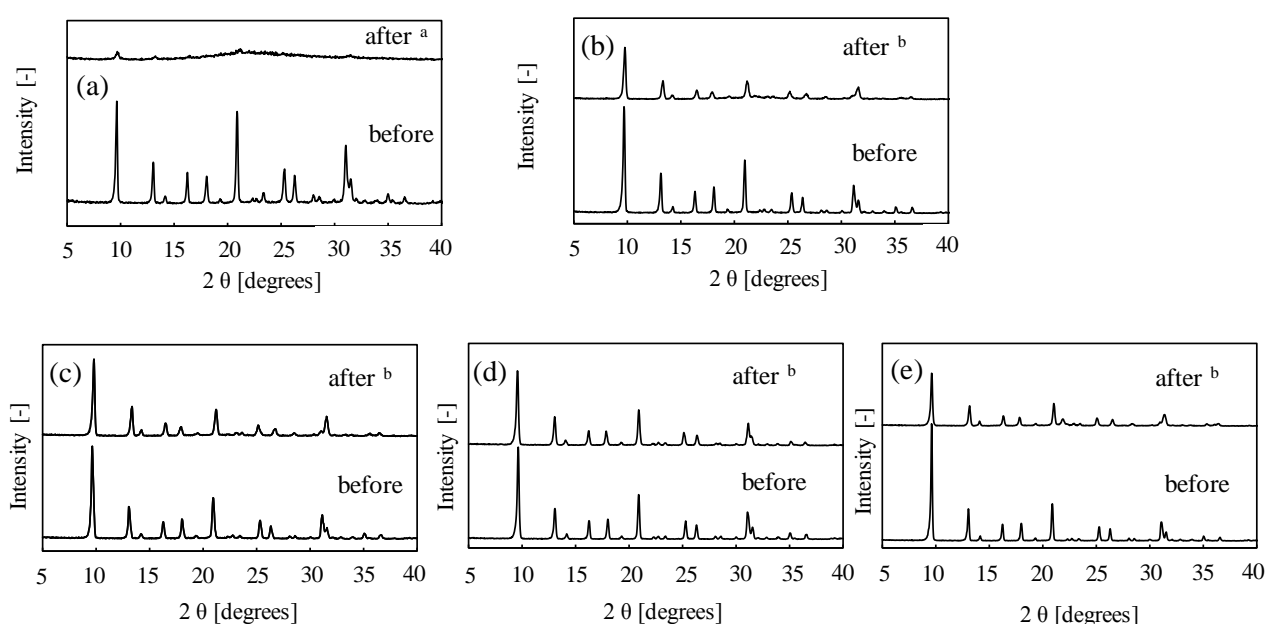 (a)
after a
before
Intensity [-]
5 10 15 20 25 30 35 40
2 θ [degrees]
(b)
after b
before
Intensity [-]
5 10 15 20 25 30 35 40
2 θ [degrees]
(c)
after b
before
Intensity [-]
5 10 15 20 25 30 35 40
2 θ [degrees]
(d)
after b
before
Intensity [-]
5 10 15 20 25 30 35 40
2 θ [degrees]
(e)
after b
before
Intensity [-]
5 10 15 20 25 30 35 40
2 θ [degrees]